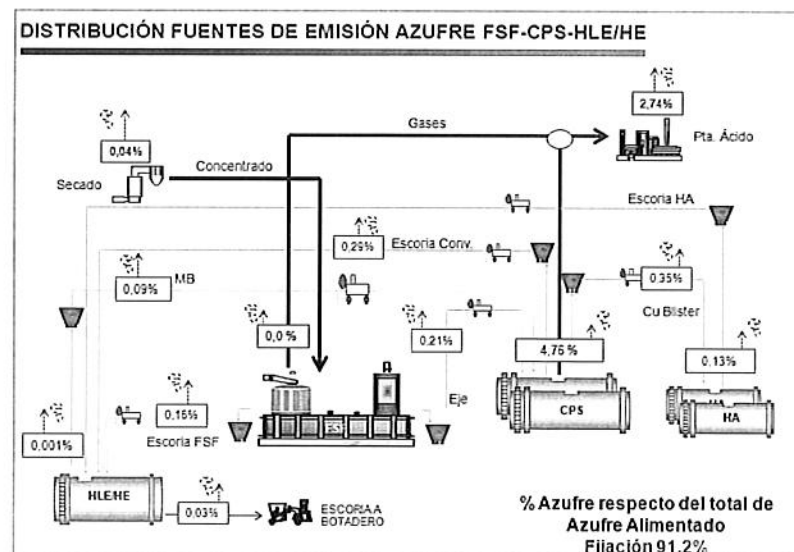 DISTRIBUCIÓN FUENTES DE EMISIÓN AZUFRE FSF-CPS-HLE/HE
2,74%
Gases
Pta. Ácido
0,04%
Concentrado
Secado
Escoria HA
0,29%
Escoria Conv.
MB
0,09%
0,35%
Cu Blister
0,0 %
0,21%
4,76 %
0,13%
0,16%
Eje
CPS
HA
Escoria FSF
0,001%
HLE/HE
0,03%
ESCORIA A
BOTADERO
% Azufre respecto del total de
Azufre Alimentado
Fijación 91,2%